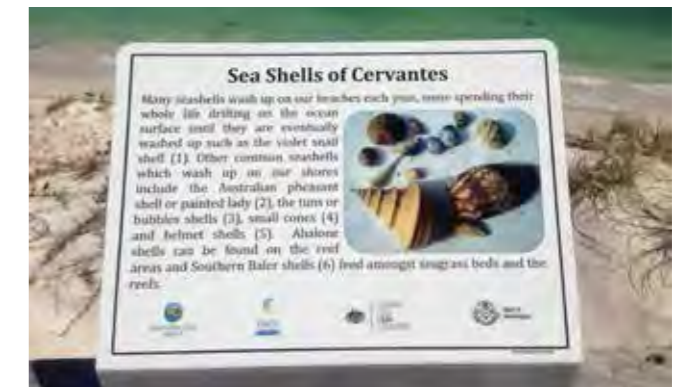 Sea Shells of Cervantes
Many seashells wash up on our beaches each year, some spending their
whole life drifting on the ocean
surface until they are eventually
washed up such as the violet snail
shell (1). Other common seashells
which wash up on our shores
include the Australian pheasant
shell or painted lady (2), the tuns or
bubbles shells (3), small cones (4)
and helmet shells (5). Abalone
shells can be found on the reef
areas and Southern Baler shells (6) feed amongst seagrass beds and the
reefs.